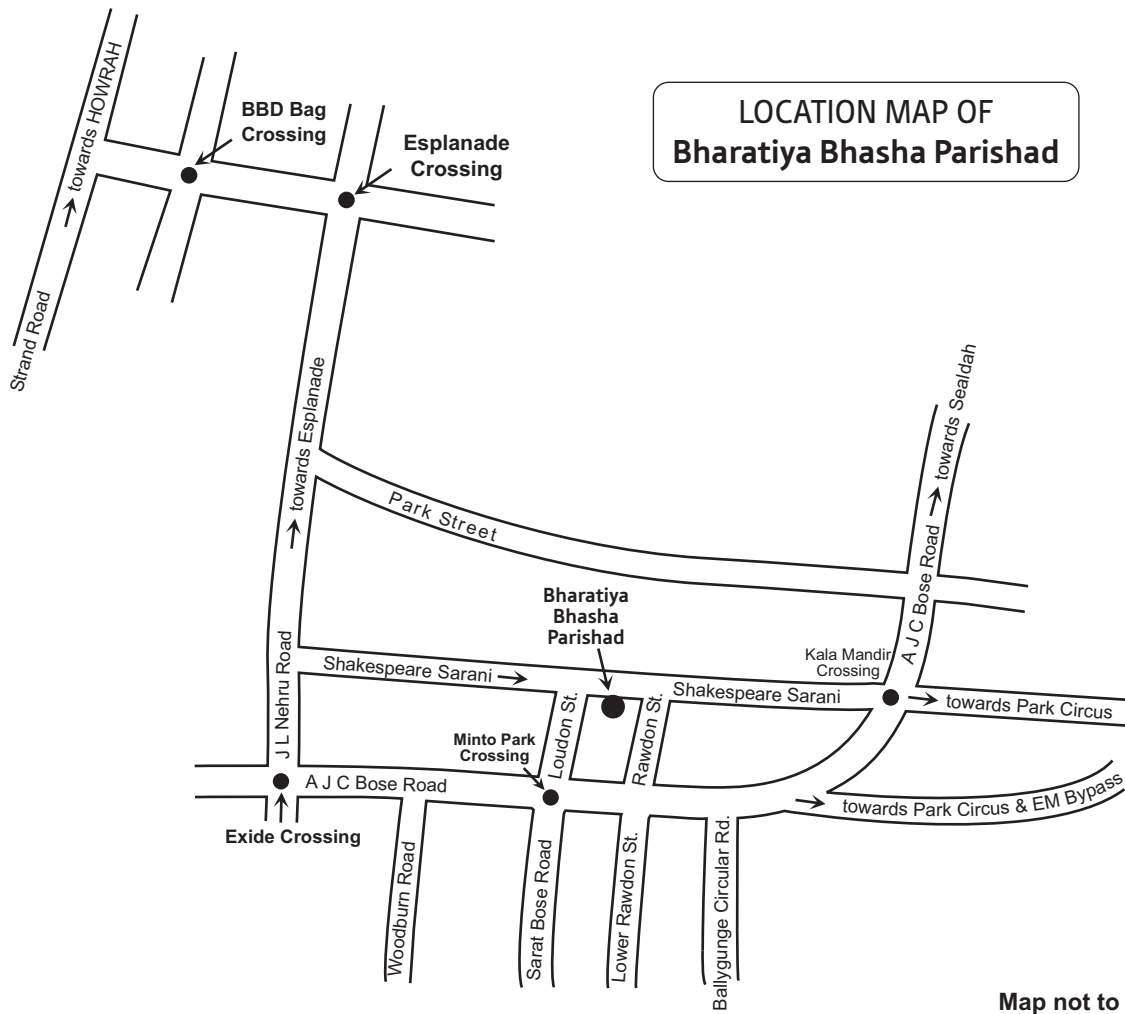 LOCATION MAP OF
Bharatiya Bhasha Parishad
towards HOWRAH
Strand Road
BBD Bag
Crossing
Esplanade
Crossing
towards Esplanade
J L Nehru Road
Park Street
towards Sealdah
A J C Bose Road
Bharatiya
Bhasha
Parishad
Kala Mandir
Crossing
Shakespeare Sarani
Shakespeare Sarani
towards Park Circus
Loudon St.
Rawdon St.
Minto Park
Crossing
A J C Bose Road
towards Park Circus & EM Bypass
Exide Crossing
Woodburn Road
Sarat Bose Road
Lower Rawdon St.
Ballygunge Circular Rd.
Map not to